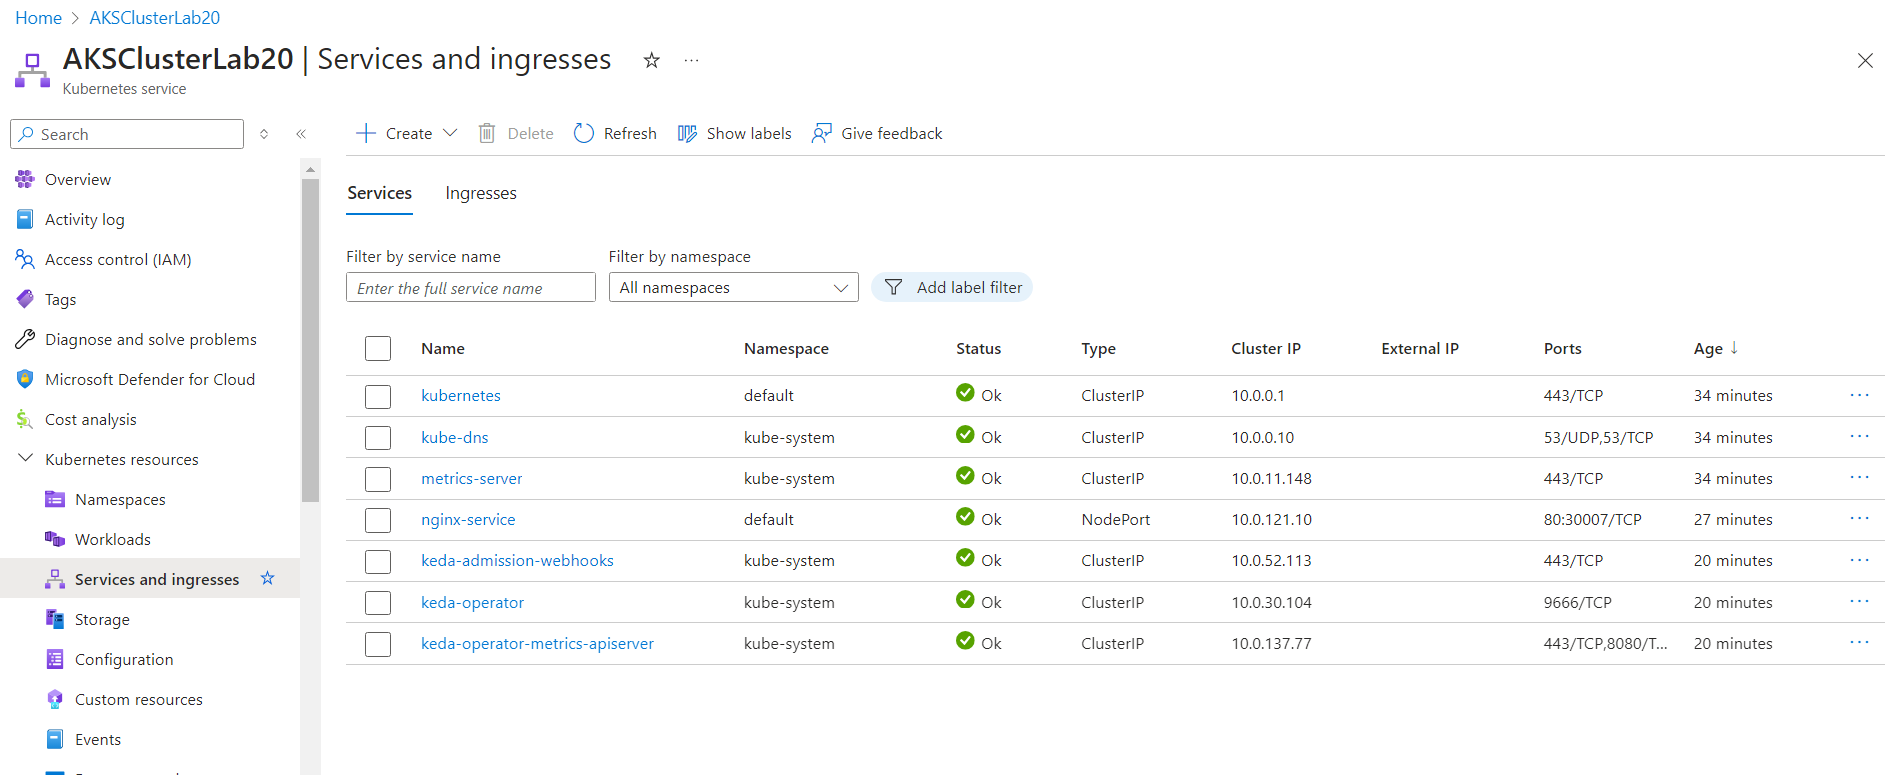 Home > AKSClusterLab20
AKSClusterLab20 | Services and ingresses
Kubernetes service
Search
Overview
Activity log
Access control (IAM)
Tags
Diagnose and solve problems
Microsoft Defender for Cloud
Cost analysis
Kubernetes resources
Namespaces
Workloads
Services and ingresses
Storage
Configuration
Custom resources
Events
Create Delete Refresh Show labels Give feedback
Services Ingresses
Filter by service name Filter by namespace
Enter the full service name All namespaces Add label filter
Name Namespace Status Type Cluster IP External IP Ports Age ↓
kubernetes default Ok ClusterIP 10.0.0.1 443/TCP 34 minutes
kube-dns kube-system Ok ClusterIP 10.0.0.10 53/UDP,53/TCP 34 minutes
metrics-server kube-system Ok ClusterIP 10.0.11.148 443/TCP 34 minutes
nginx-service default Ok NodePort 10.0.121.10 80:30007/TCP 27 minutes
keda-admission-webhooks kube-system Ok ClusterIP 10.0.52.113 443/TCP 20 minutes
keda-operator kube-system Ok ClusterIP 10.0.30.104 9666/TCP 20 minutes
keda-operator-metrics-apiserver kube-system Ok ClusterIP 10.0.137.77 443/TCP,8080/T... 20 minutes